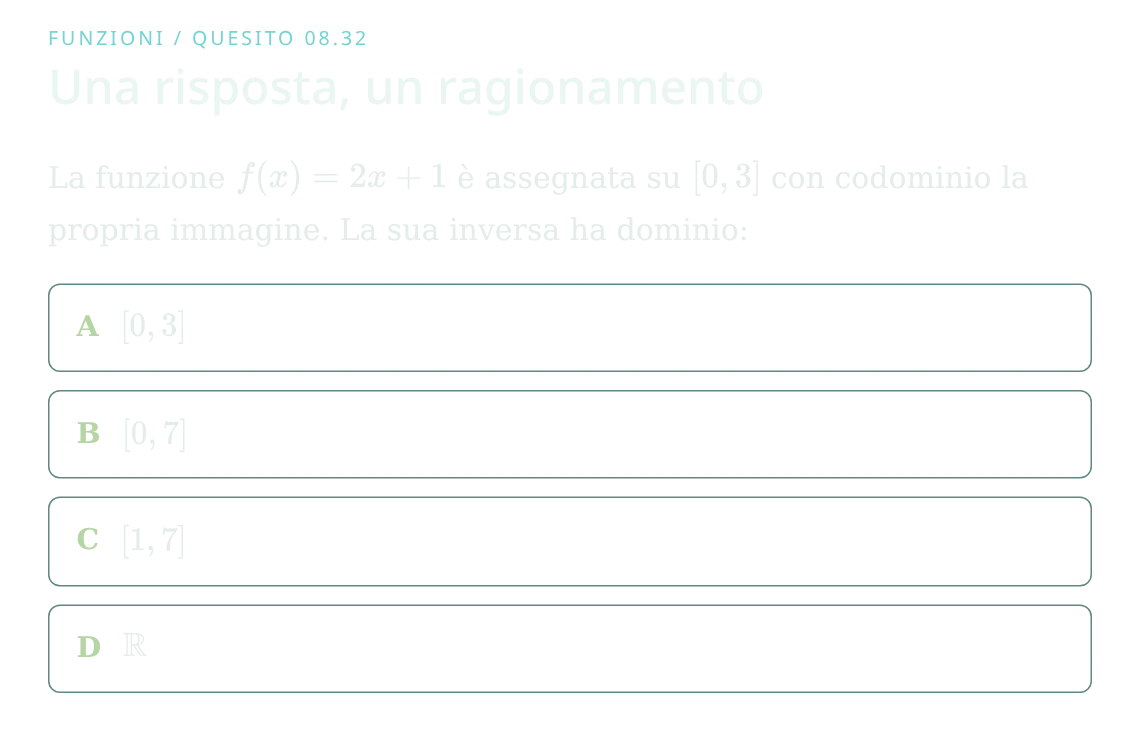 FUNZIONI / QUESITO 08.32
Una risposta, un ragionamento
La funzione f(x) = 2x + 1 è assegnata su [0, 3] con codominio la
propria immagine. La sua inversa ha dominio:
A [0, 3]
B [0, 7]
C [1, 7]
D ℝ